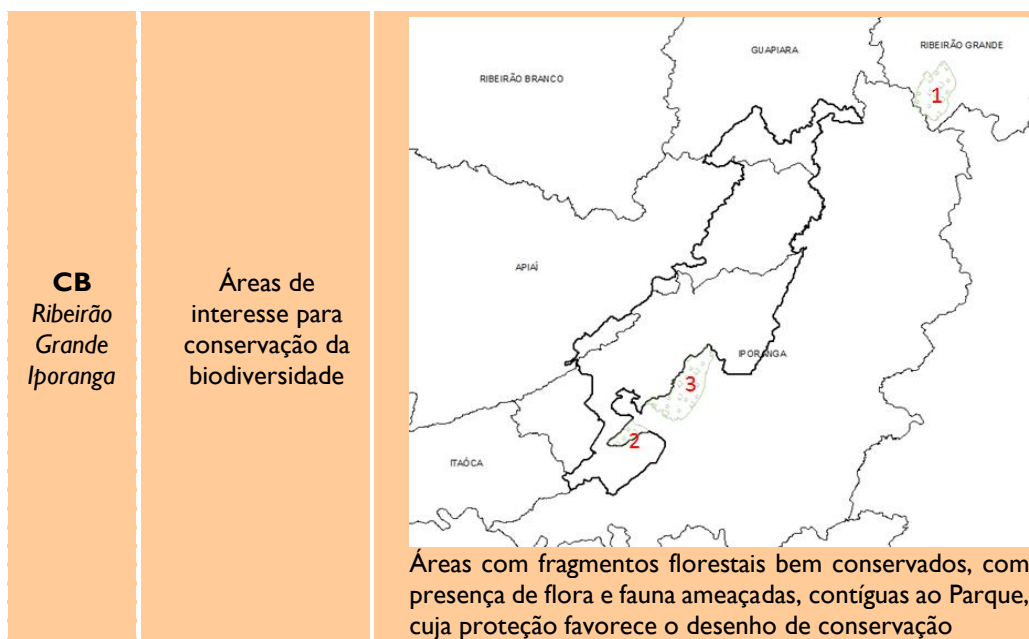 CB
Ribeirão
Grande
Iporanga
Áreas de
interesse para
conservação da
biodiversidade
GUAPIARA
RIBEIRÃO GRANDE
RIBEIRÃO BRANCO
1
APIAÍ
IPORANGA
3
2
ITAÓCA
Áreas com fragmentos florestais bem conservados, com
presença de flora e fauna ameaçadas, contíguas ao Parque,
cuja proteção favorece o desenho de conservação